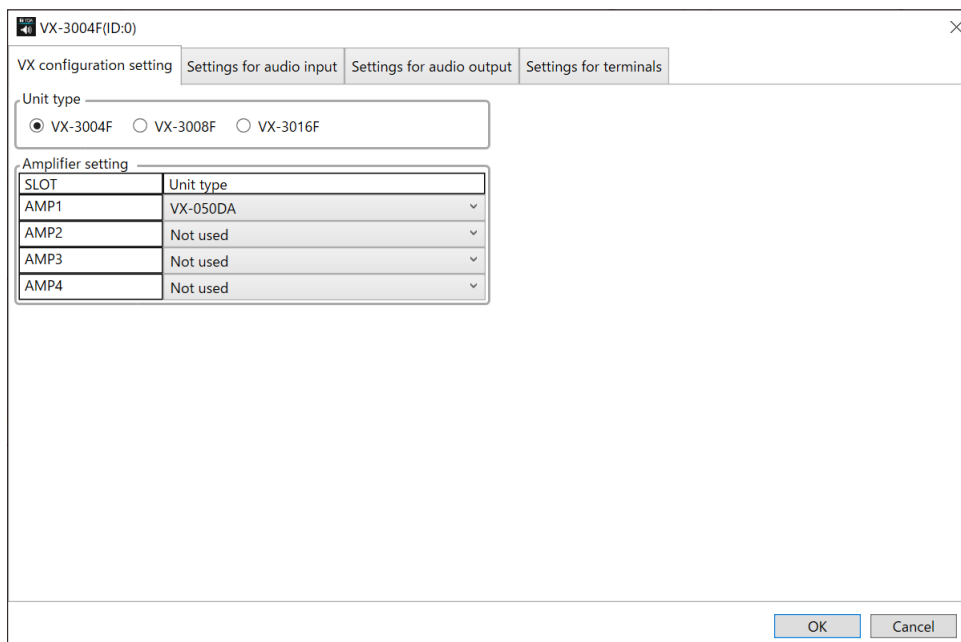 VX-3004F(ID:0)
VX configuration setting Settings for audio input Settings for audio output Settings for terminals
Unit type
VX-3004F VX-3008F VX-3016F
Amplifier setting
SLOT Unit type
AMP1 VX-050DA
AMP2 Not used
AMP3 Not used
AMP4 Not used
OK Cancel